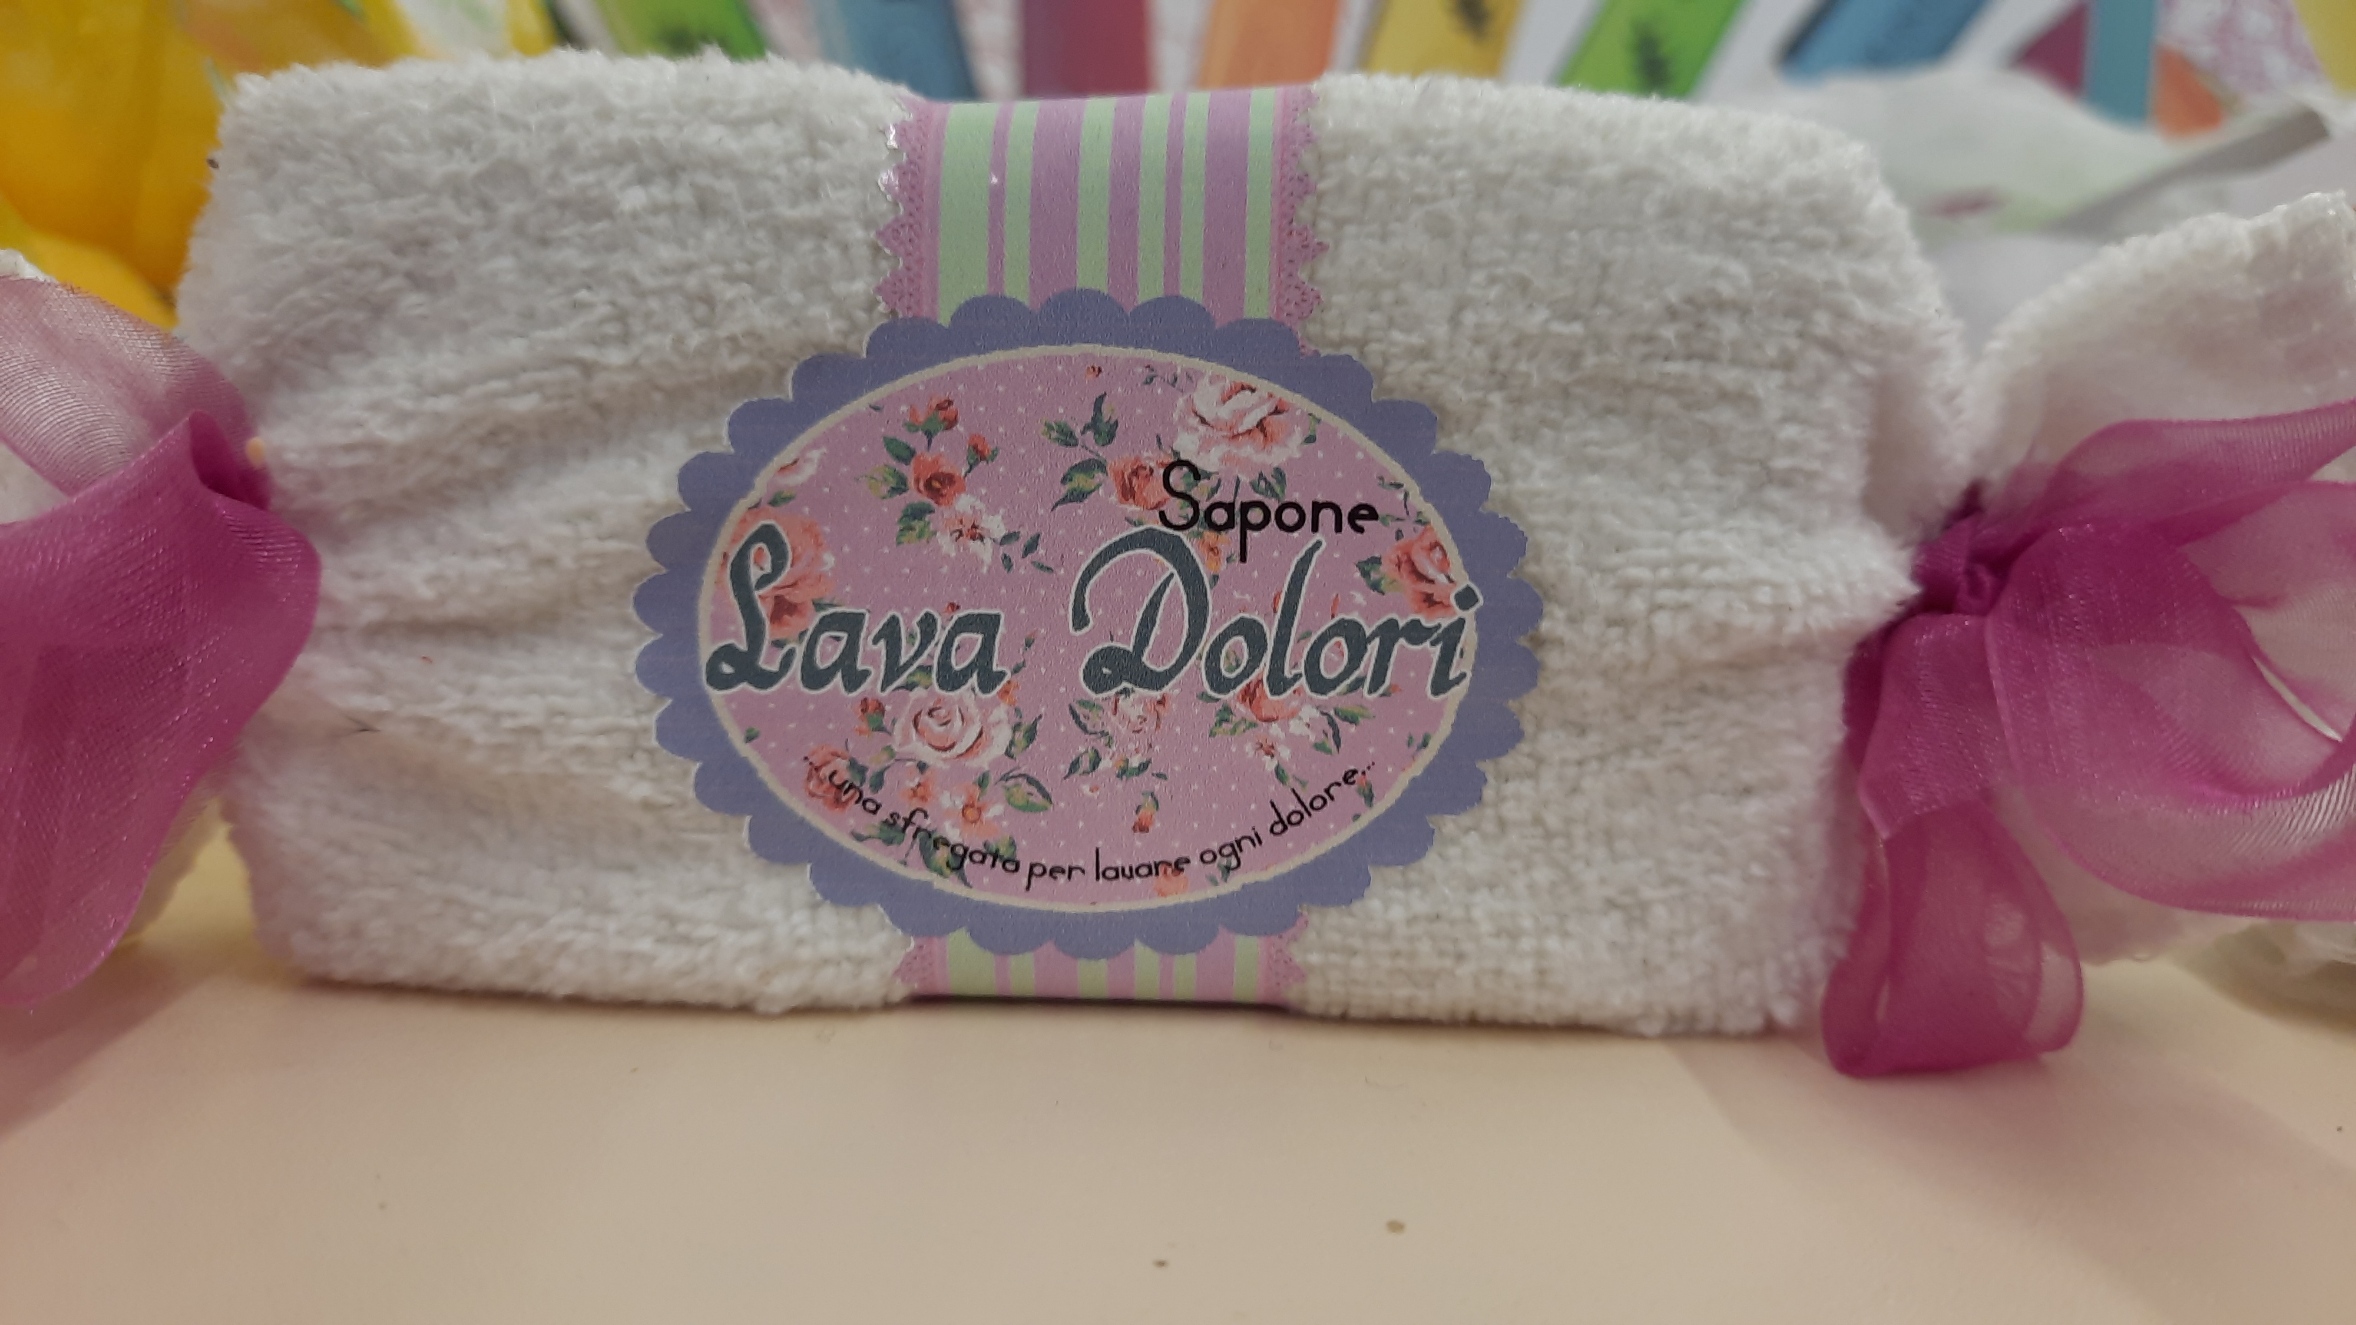 Sapone
Lava Dolori
...una sfregata per lavare ogni dolore...